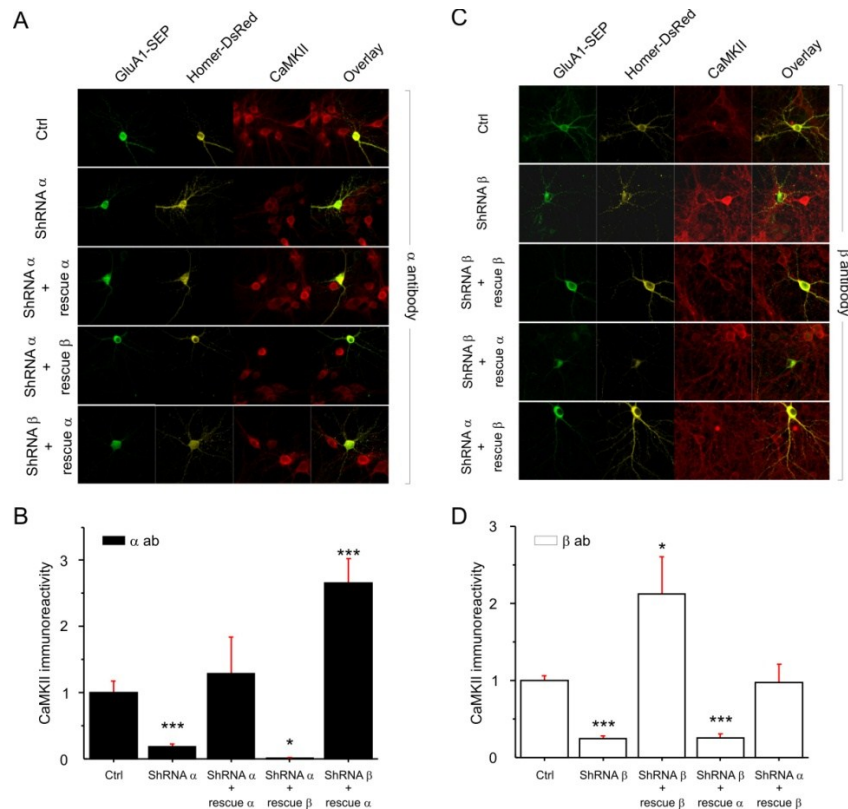 A
GluA1-SEP
Homer-DsRed
CaMKII
Overlay
Ctrl
ShRNA α
ShRNA α
+
rescue α
ShRNA α
+
rescue β
ShRNA β
+
rescue α
α antibody
C
GluA1-SEP
Homer-DsRed
CaMKII
Overlay
Ctrl
ShRNA β
ShRNA β
+
rescue β
ShRNA β
+
rescue α
ShRNA α
+
rescue β
β antibody
B
CaMKII immunoreactivity
3
2
1
0
α ab
***
*
***
Ctrl
ShRNA α
ShRNA α
+
rescue α
ShRNA α
+
rescue β
ShRNA β
+
rescue α
D
CaMKII immunoreactivity
3
2
1
0
β ab
***
*
***
Ctrl
ShRNA β
ShRNA β
+
rescue β
ShRNA β
+
rescue α
ShRNA α
+
rescue β